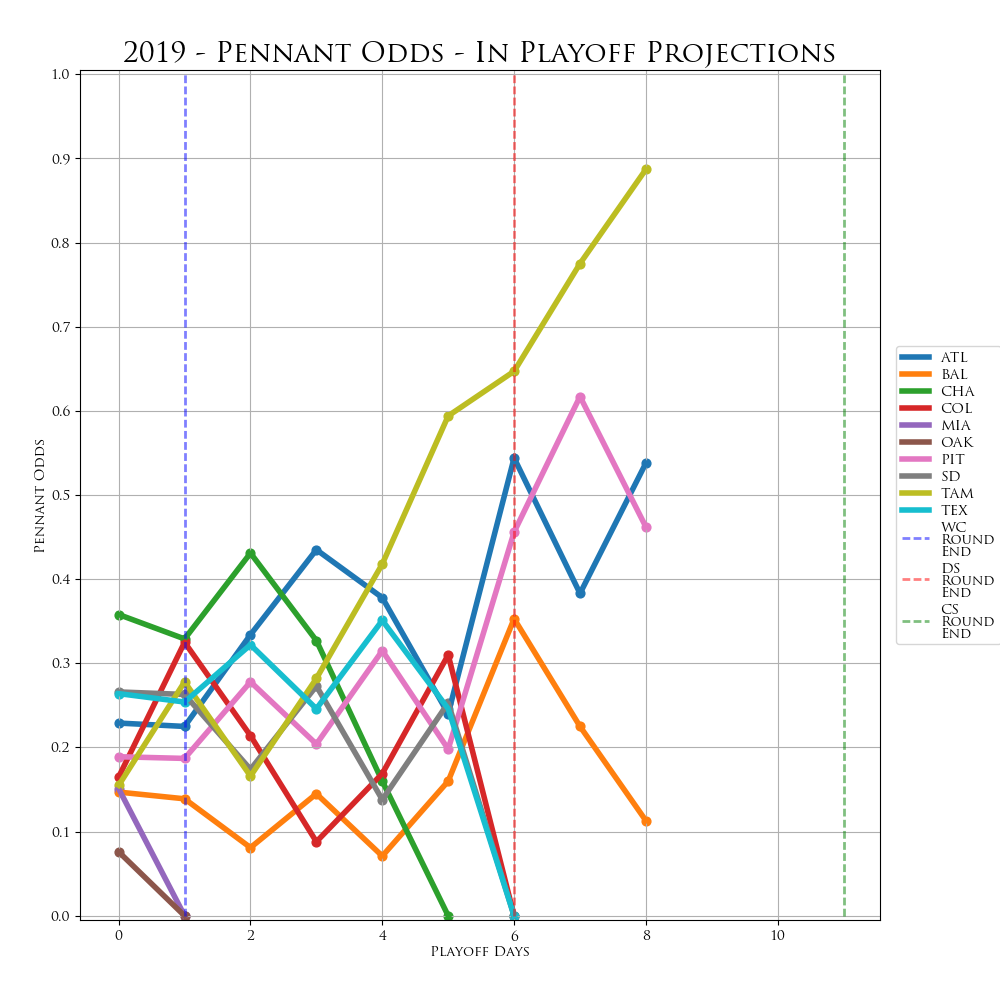 2019 - Pennant Odds - In Playoff Projections
1.0
0.9
0.8
0.7
0.6
0.5
0.4
0.3
0.2
0.1
0.0
Pennant Odds
0
2
4
6
8
10
Playoff Days
ATL
BAL
CHA
COL
MIA
OAK
PIT
SD
TAM
TEX
WC
Round
End
DS
Round
End
CS
Round
End